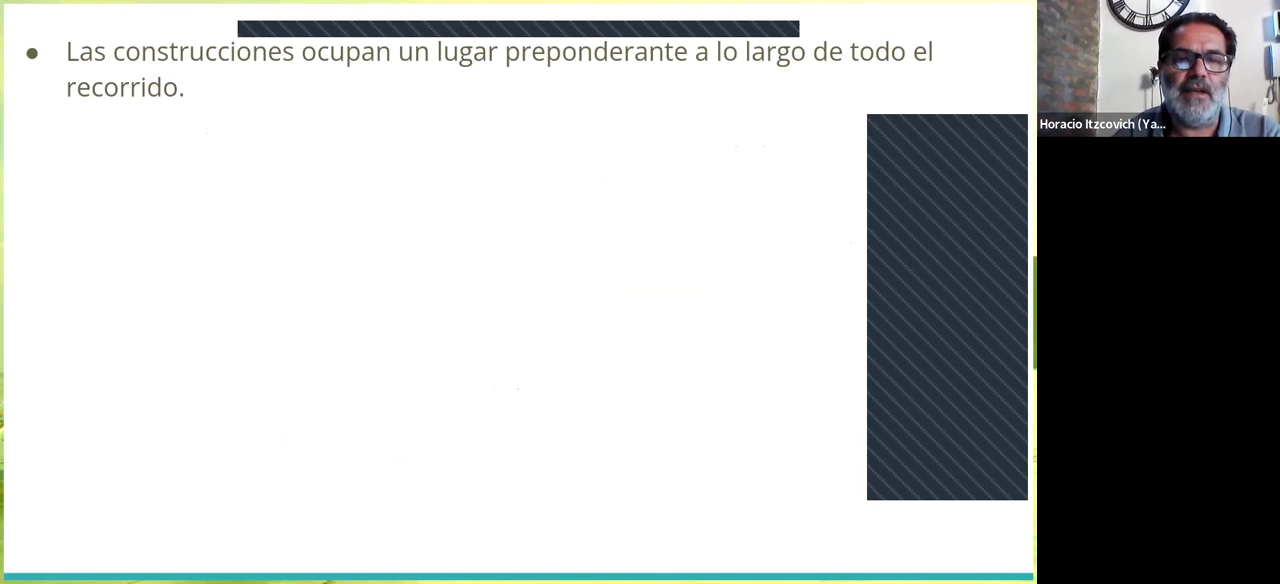 ● Las construcciones ocupan un lugar preponderante a lo largo de todo el
recorrido.
Horacio Itzcovich (Ya...